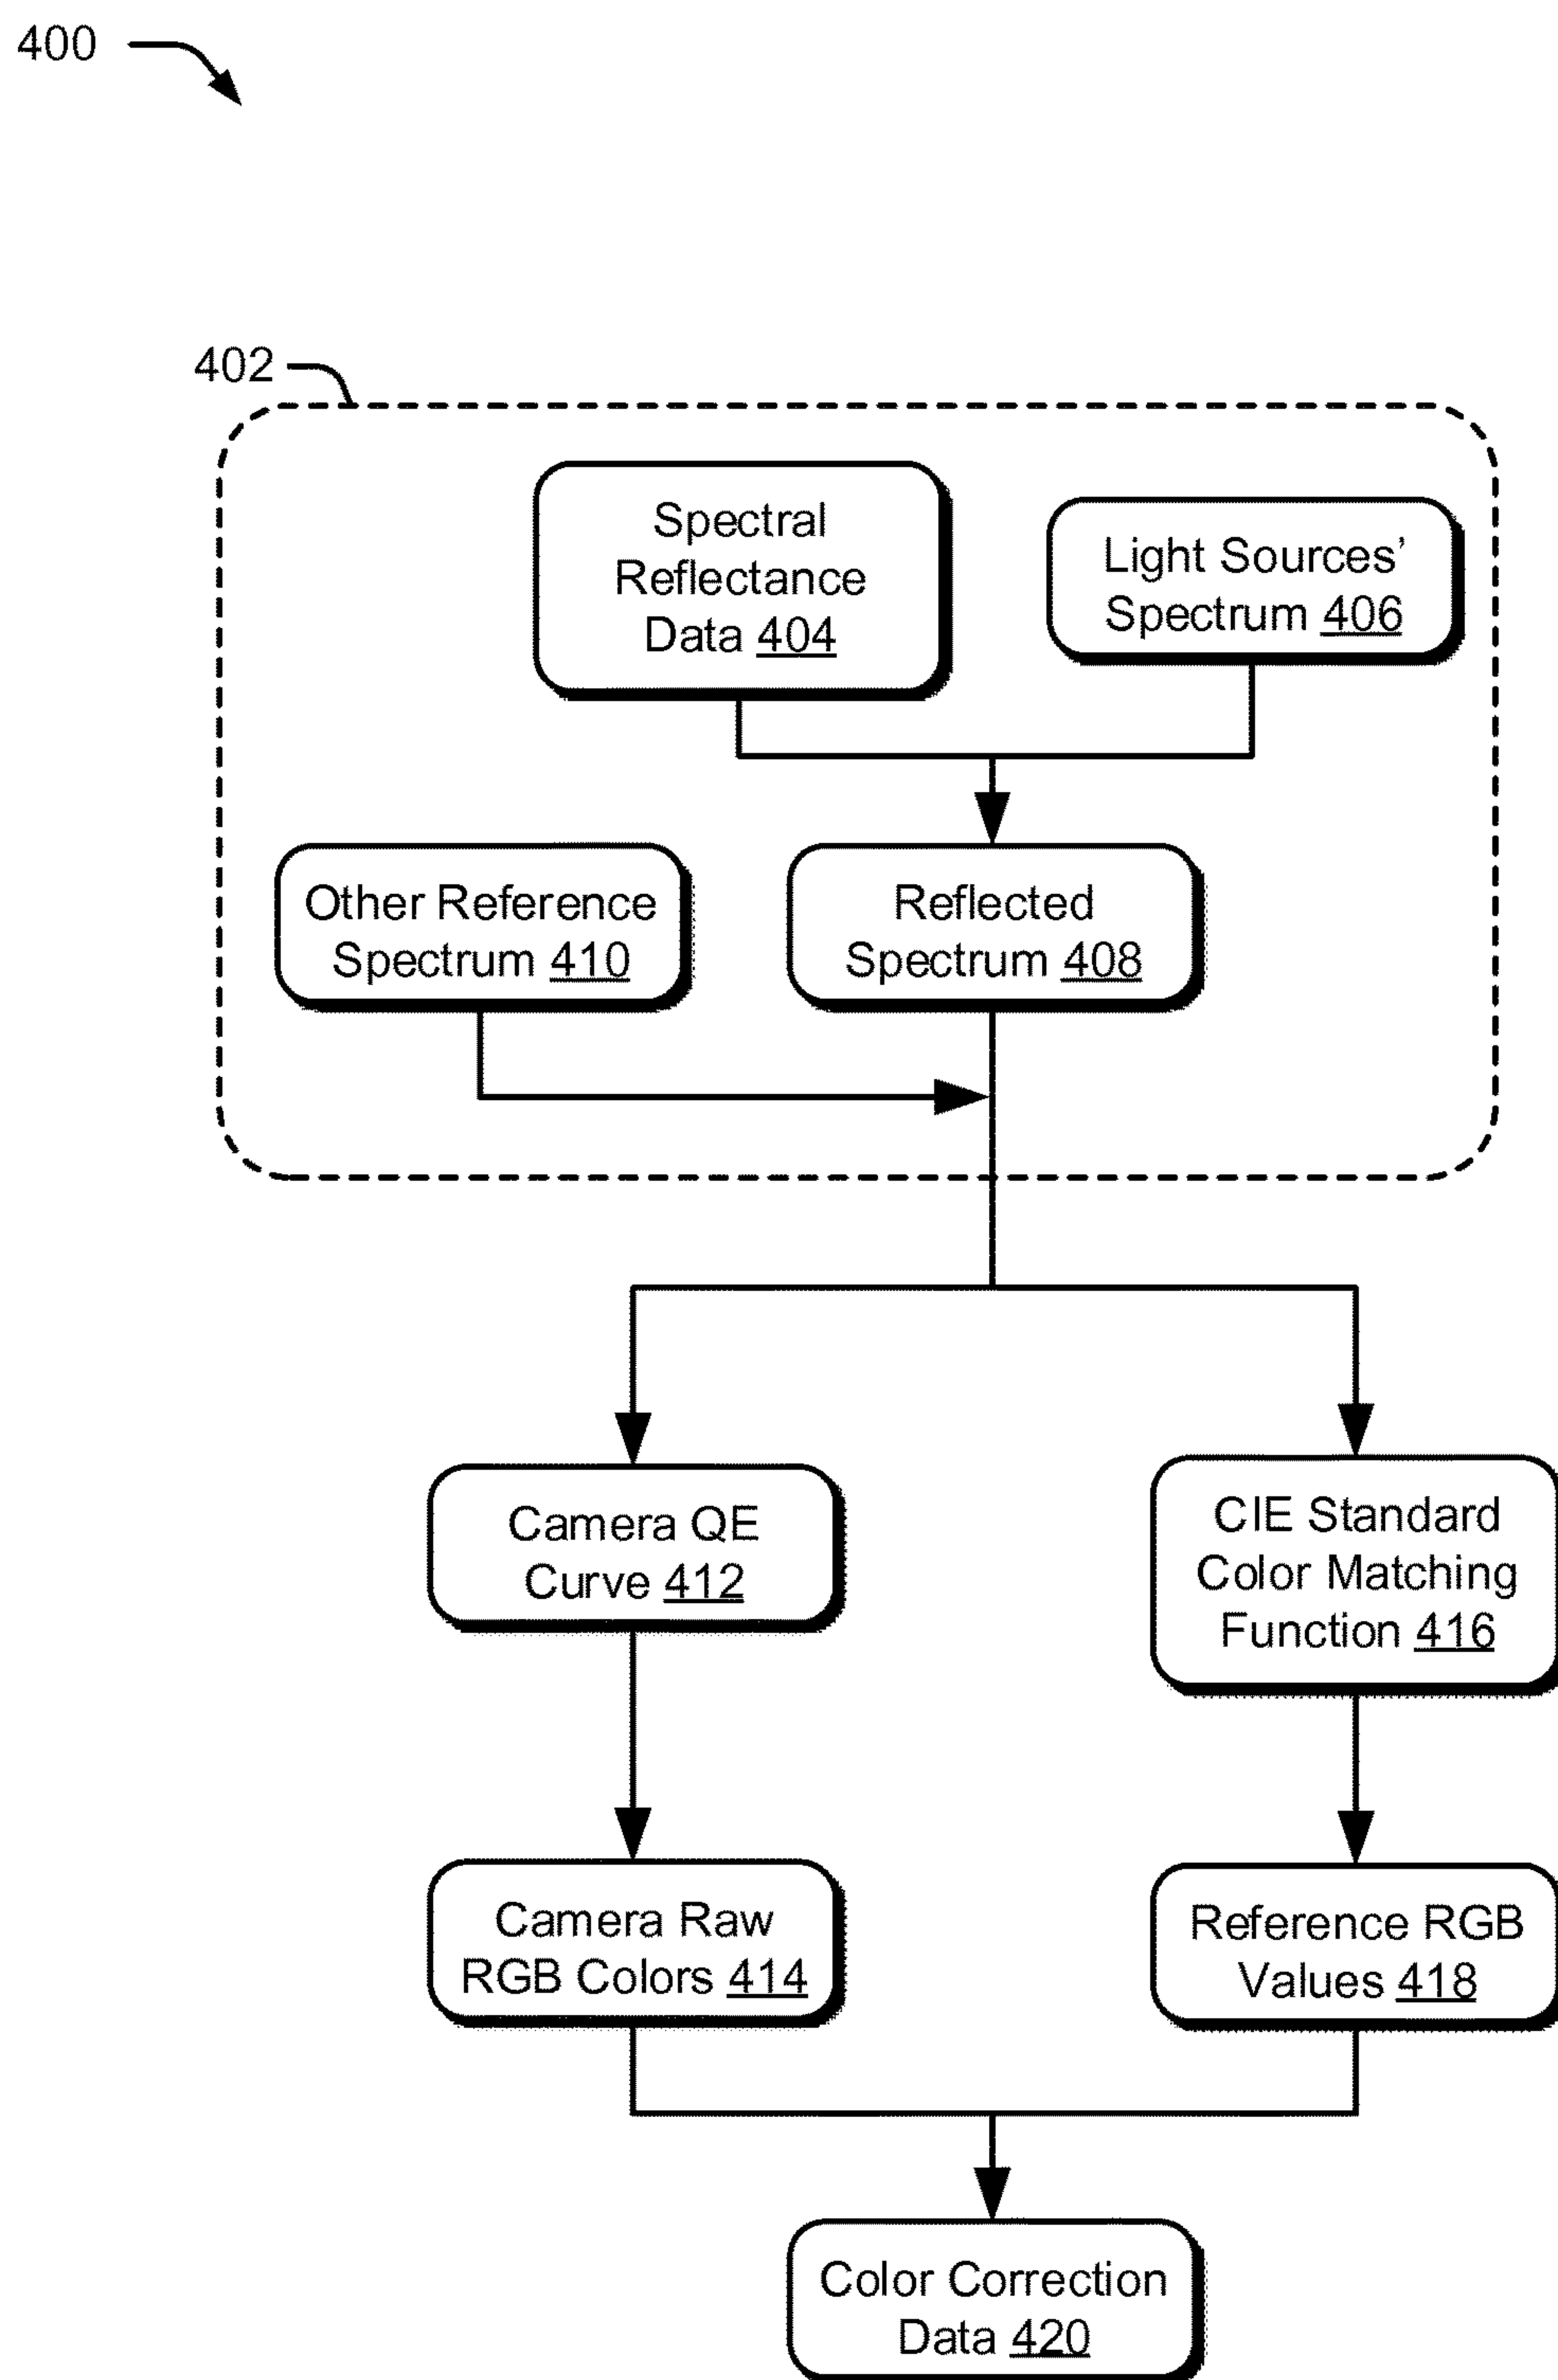 400
402
Spectral
Reflectance
Data 404
Light Sources’
Spectrum 406
Other Reference
Spectrum 410
Reflected
Spectrum 408
Camera QE
Curve 412
CIE Standard
Color Matching
Function 416
Camera Raw
RGB Colors 414
Reference RGB
Values 418
Color Correction
Data 420